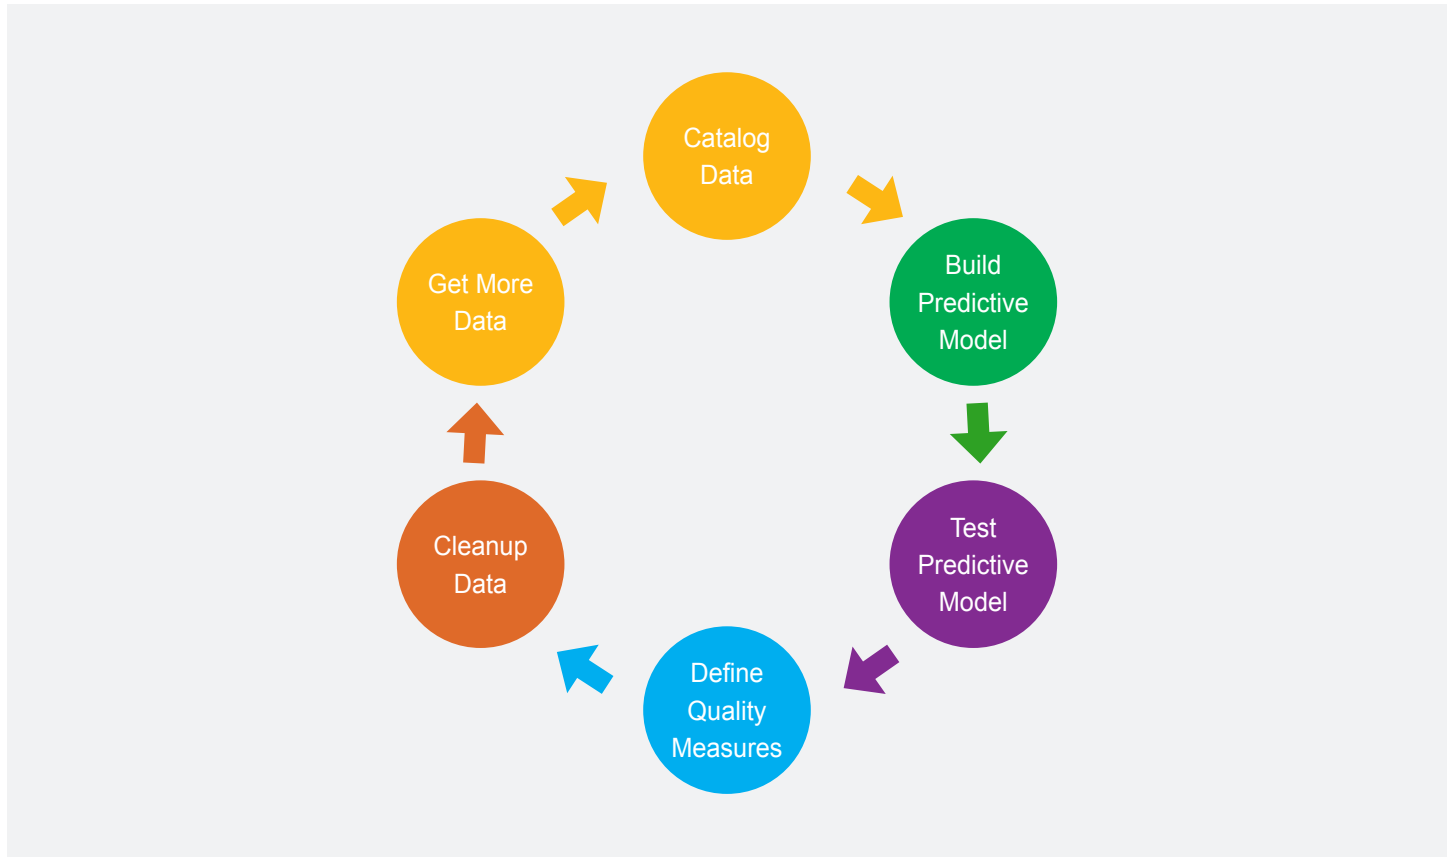 Catalog
Data
Build
Predictive
Model
Test
Predictive
Model
Define
Quality
Measures
Cleanup
Data
Get More
Data